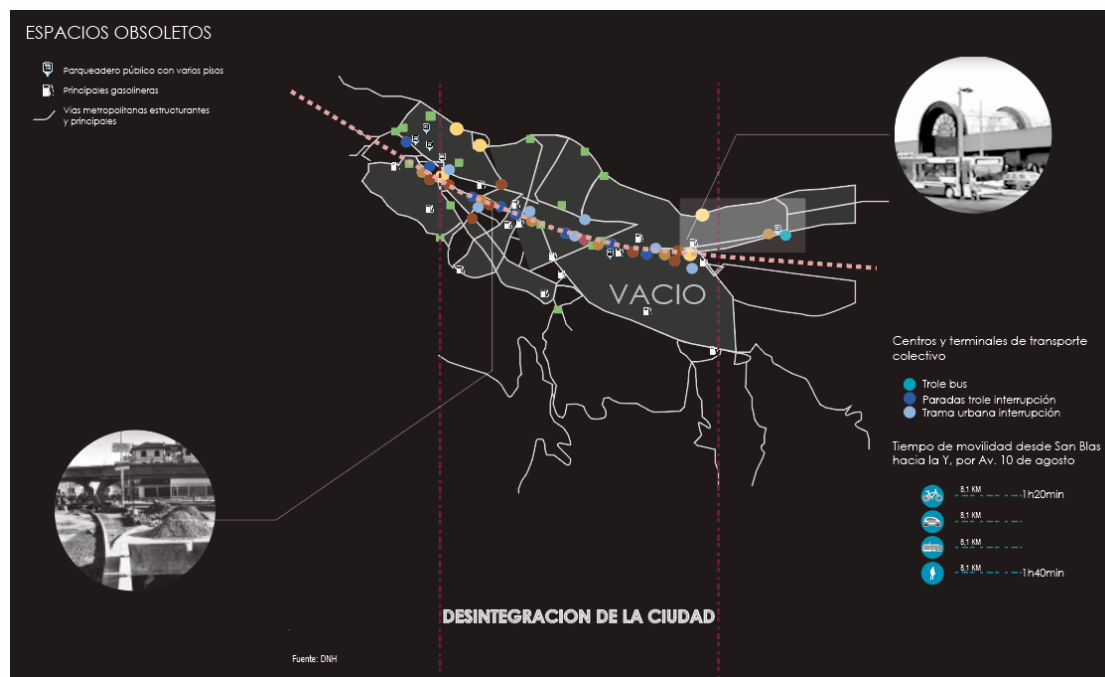 ESPACIOS OBSOLETOS
Parqueadero público con varios pisos
Principales gasolineras
Vías metropolitanas estructurantes
y principales
VACIO
Centros y terminales de transporte
colectivo
Trole bus
Paradas trole interrupción
Trama urbana interrupción
Tiempo de movilidad desde San Blas
hacia la Y, por Av. 10 de agosto
8,1 KM 1h20min
8,1 KM
8,1 KM
8,1 KM 1h40min
DESINTEGRACION DE LA CIUDAD
Fuente: DNH